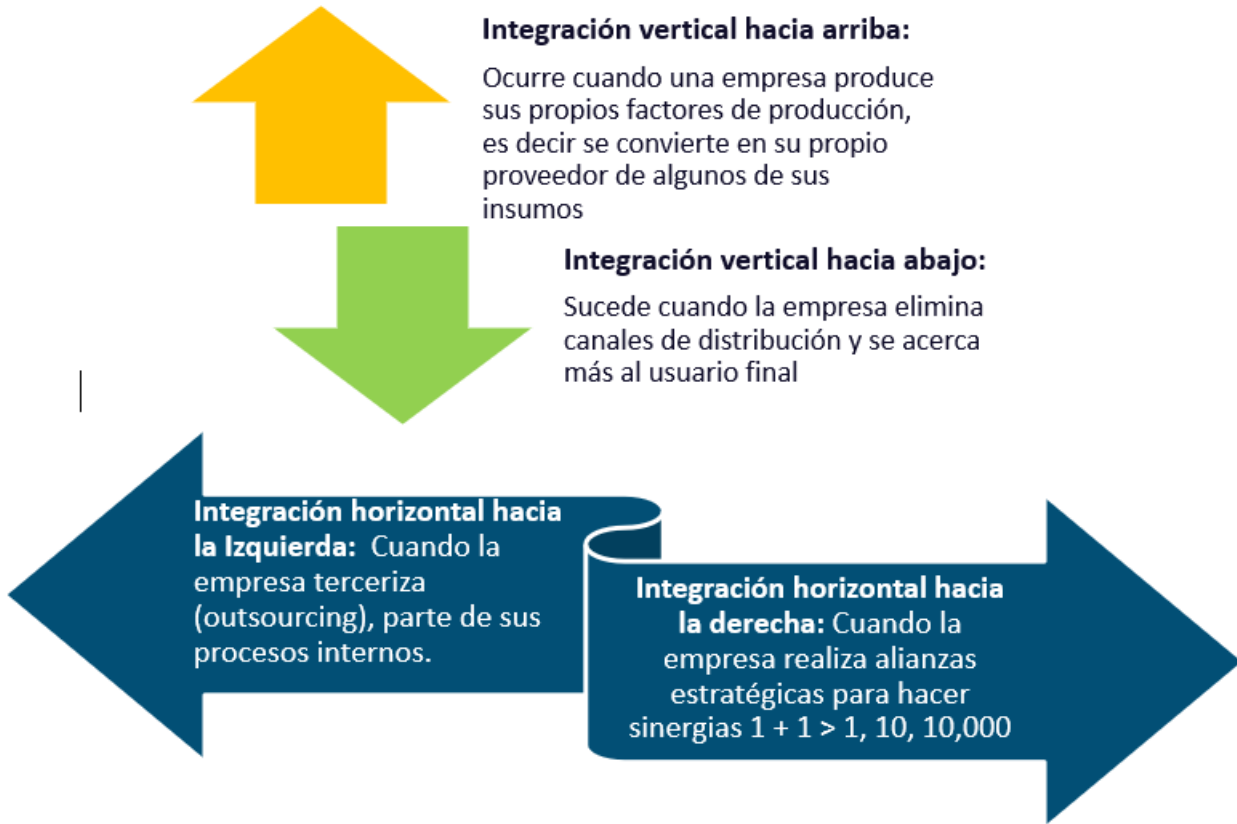 Integración vertical hacia arriba:
Ocurre cuando una empresa produce
sus propios factores de producción,
es decir se convierte en su propio
proveedor de algunos de sus
insumos
Integración vertical hacia abajo:
Sucede cuando la empresa elimina
canales de distribución y se acerca
más al usuario final
Integración horizontal hacia
la Izquierda: Cuando la
empresa terceriza
(outsourcing), parte de sus
procesos internos.
Integración horizontal hacia
la derecha: Cuando la
empresa realiza alianzas
estratégicas para hacer
sinergias 1 + 1 > 1, 10, 10,000